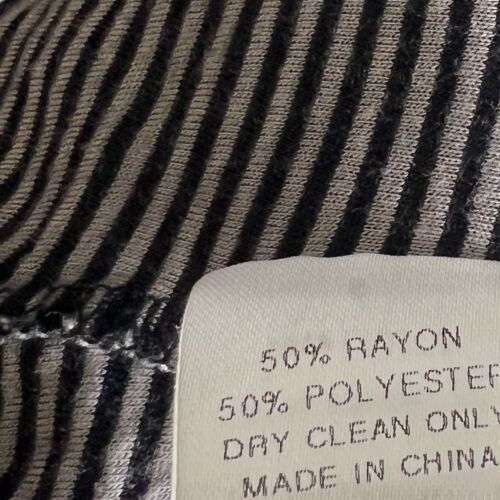 50% RAYON
50% POLYESTER
DRY CLEAN ONLY
MADE IN CHINA